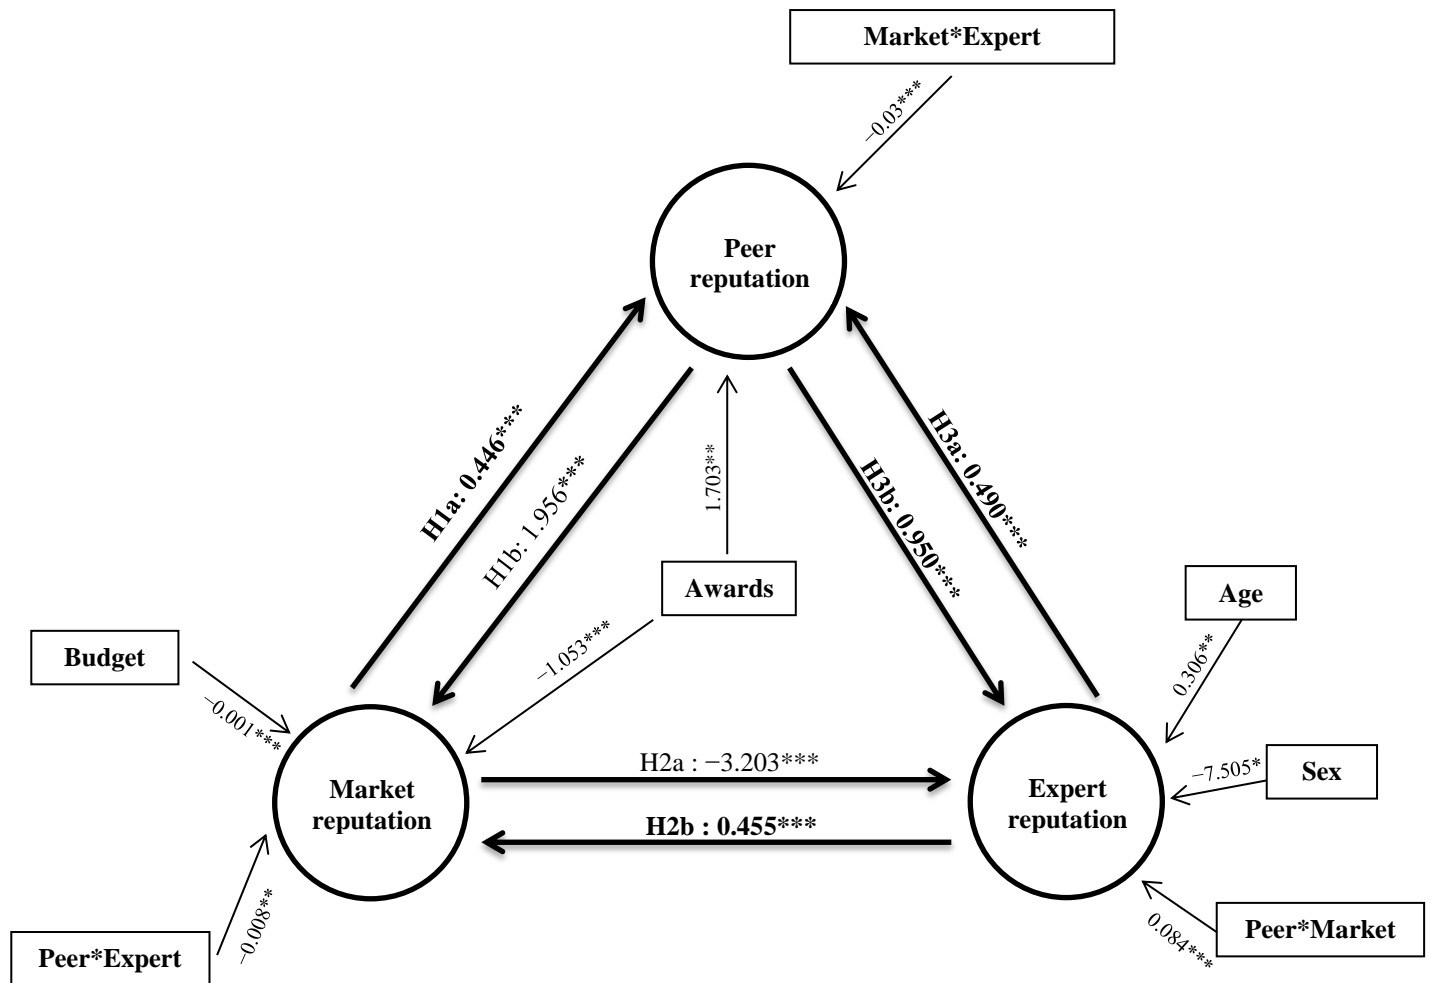 Market*Expert
−0.03***
Peer
reputation
H1a: 0.446***
H1b: 1.956***
1.703**
H3b: 0.950***
H3a: 0.490***
Awards
−1.053***
Age
0.306**
Budget
−0.001***
H2a : −3.203***
−7.505*
Sex
Market
reputation
Expert
reputation
H2b : 0.455***
Peer*Expert
−0.008**
0.084***
Peer*Market